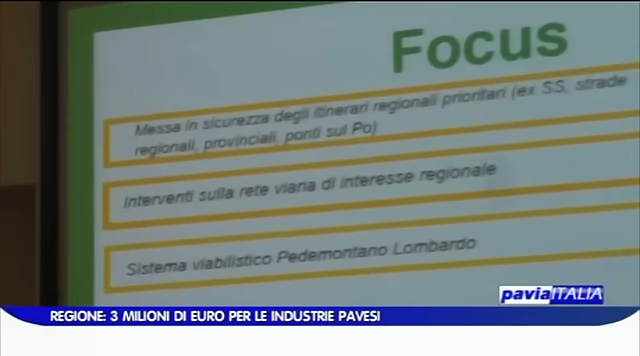 Focus
Messa in sicurezza degli itinerari regionali prioritari (ex SS, strade
regionali, provinciali, ponti sul Po)
Interventi sulla rete viaria di interesse regionale
Sistema viabilistico Pedemontano Lombardo
paviaITALIA
REGIONE: 3 MILIONI DI EURO PER LE INDUSTRIE PAVESI